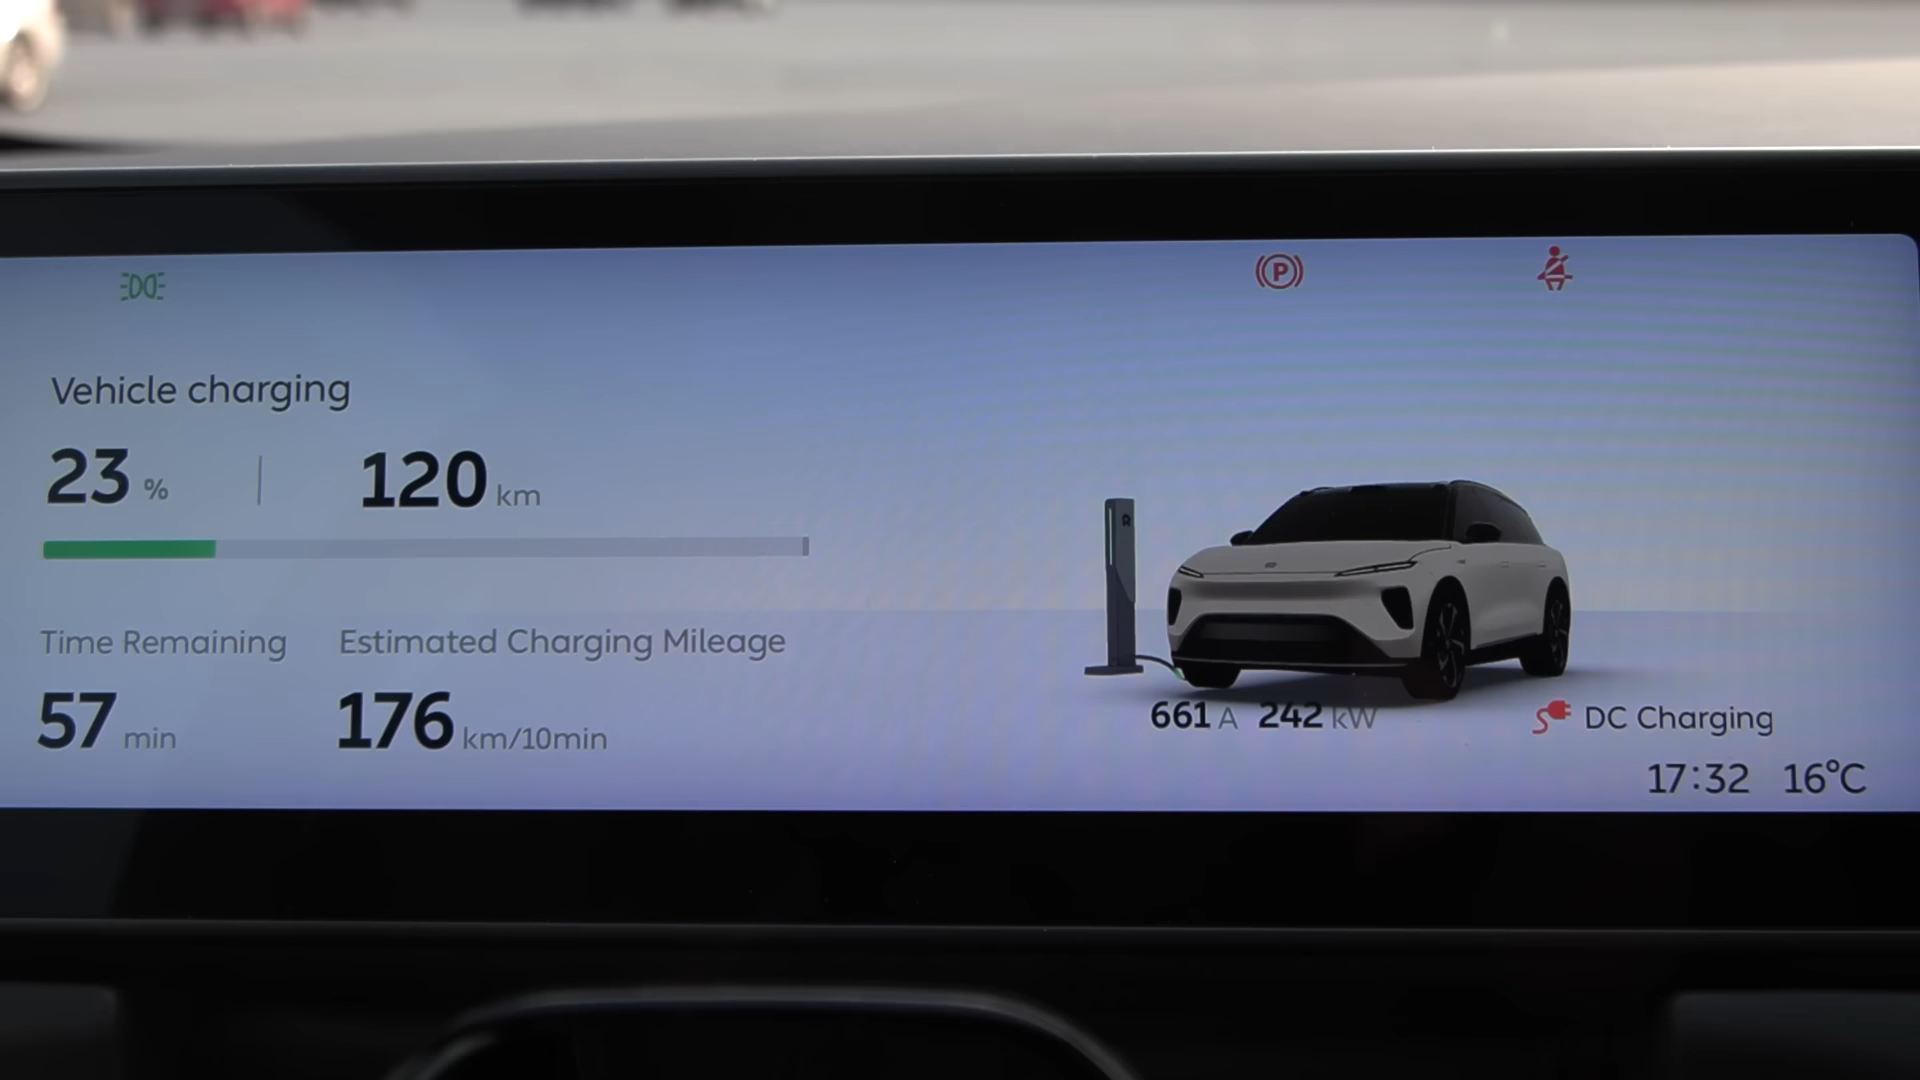 Vehicle charging
23 % 120 km
Time Remaining Estimated Charging Mileage
57 min 176 km/10min
661 A 242 kW
DC Charging
17:32 16°C